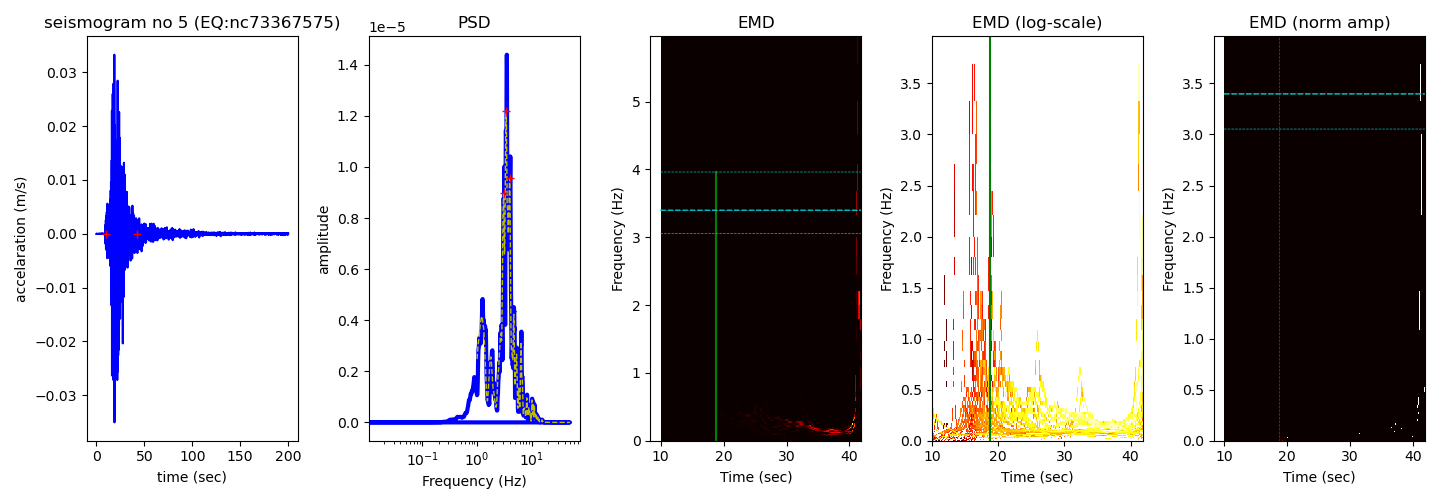 seismogram no 5 (EQ:nc73367575)
accelaration (m/s)
0.03
0.02
0.01
0.00
−0.01
−0.02
−0.03
0 50 100 150 200
time (sec)
PSD
1e−5
amplitude
1.4
1.2
1.0
0.8
0.6
0.4
0.2
0.0
10⁻¹ 10⁰ 10¹
Frequency (Hz)
EMD
Frequency (Hz)
5
4
3
2
1
0
10 20 30 40
Time (sec)
EMD (log-scale)
Frequency (Hz)
3.5
3.0
2.5
2.0
1.5
1.0
0.5
0.0
10 20 30 40
Time (sec)
EMD (norm amp)
Frequency (Hz)
3.5
3.0
2.5
2.0
1.5
1.0
0.5
0.0
10 20 30 40
Time (sec)